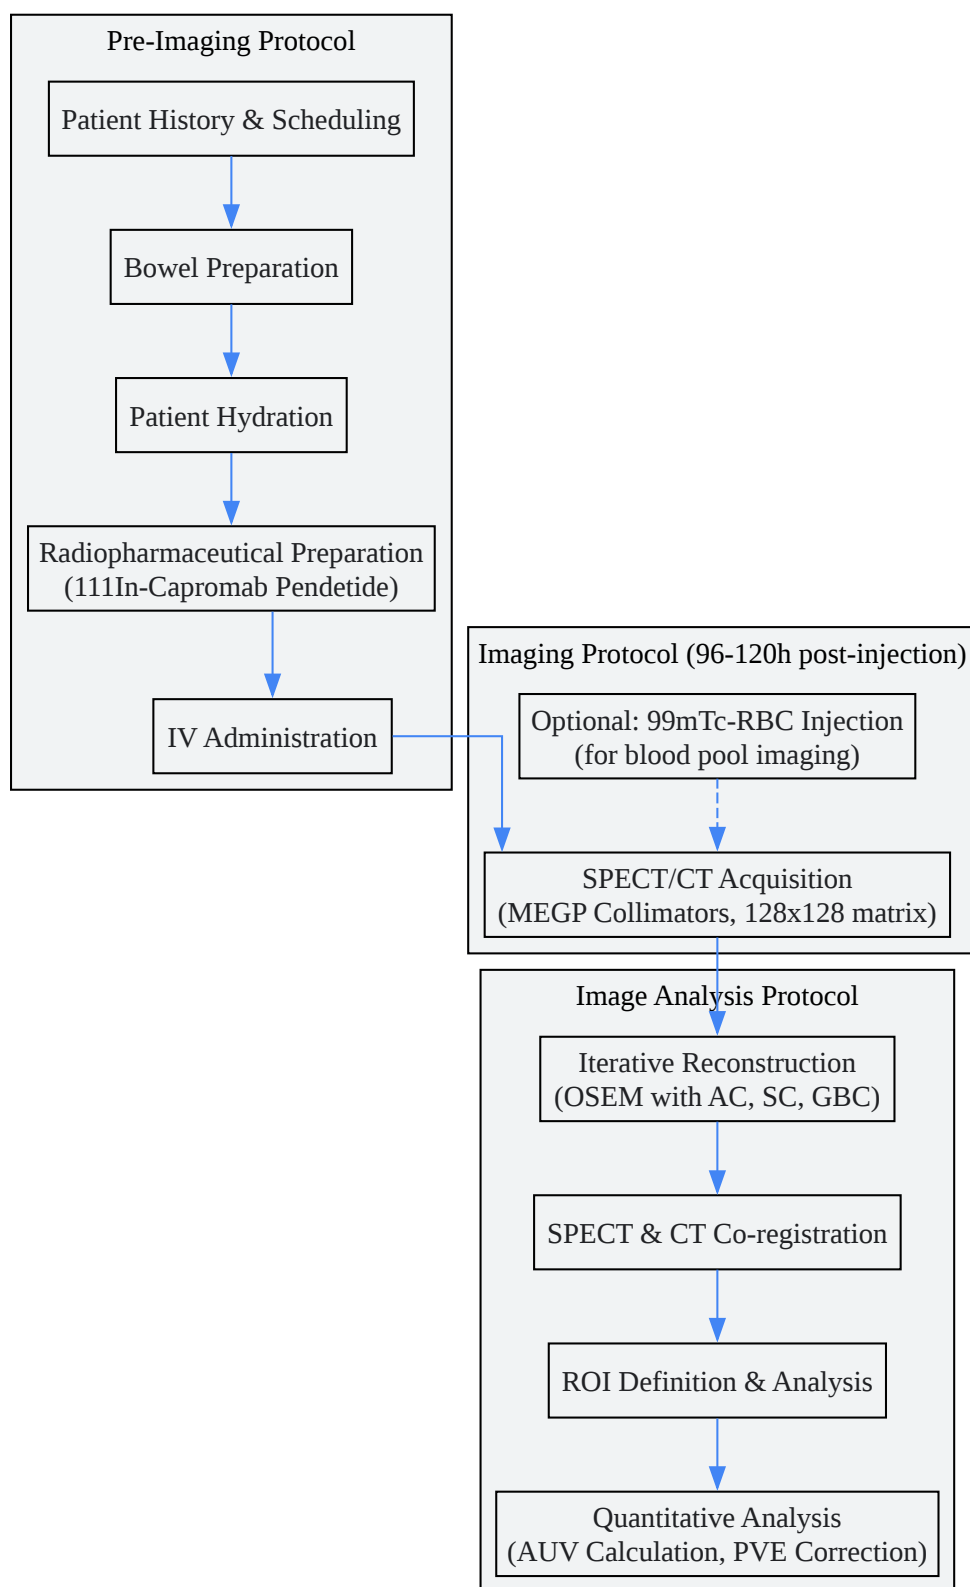 Pre-Imaging Protocol
Patient History & Scheduling
Bowel Preparation
Patient Hydration
Radiopharmaceutical Preparation
(111In-Capromab Pendetide)
IV Administration
Imaging Protocol (96-120h post-injection)
Optional: 99mTc-RBC Injection
(for blood pool imaging)
SPECT/CT Acquisition
(MEGP Collimators, 128x128 matrix)
Image Analysis Protocol
Iterative Reconstruction
(OSEM with AC, SC, GBC)
SPECT & CT Co-registration
ROI Definition & Analysis
Quantitative Analysis
(AUV Calculation, PVE Correction)